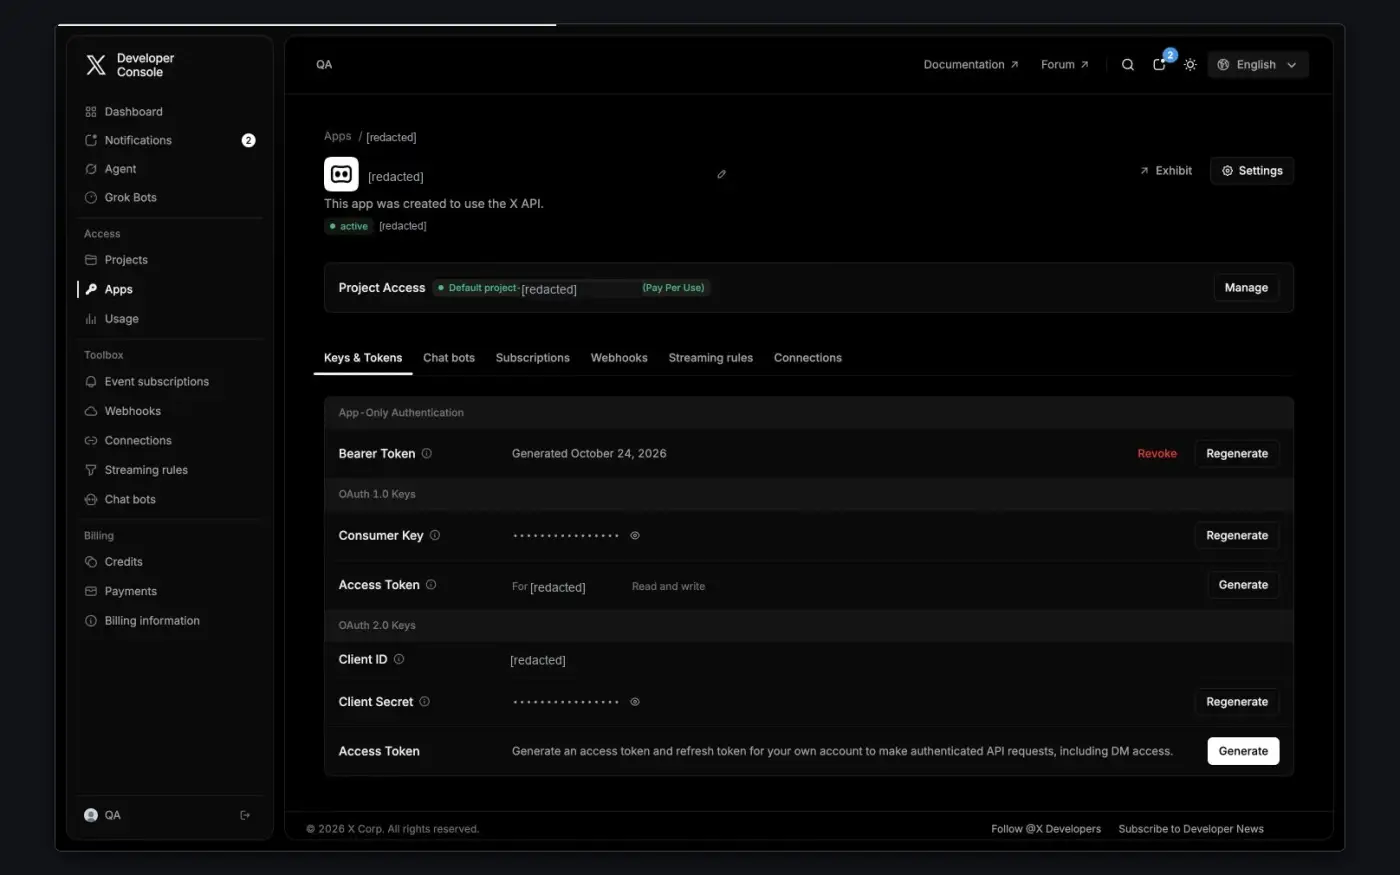 Developer
Console
Dashboard
Notifications 2
Agent
Grok Bots
Access
Projects
Apps
Usage
Toolbox
Event subscriptions
Webhooks
Connections
Streaming rules
Chat bots
Billing
Credits
Payments
Billing information
QA
QA
Documentation
Forum
2
English
Apps / [redacted]
[redacted]
Exhibit
Settings
This app was created to use the X API.
active [redacted]
Project Access Default project· [redacted] (Pay Per Use)
Manage
Keys & Tokens Chat bots Subscriptions Webhooks Streaming rules Connections
App-Only Authentication
Bearer Token Generated October 24, 2026 Revoke Regenerate
OAuth 1.0 Keys
Consumer Key •••••••••••••••• Regenerate
Access Token For [redacted] Read and write Generate
OAuth 2.0 Keys
Client ID [redacted]
Client Secret •••••••••••••••• Regenerate
Access Token Generate an access token and refresh token for your own account to make authenticated API requests, including DM access. Generate
© 2026 X Corp. All rights reserved.
Follow @X Developers Subscribe to Developer News